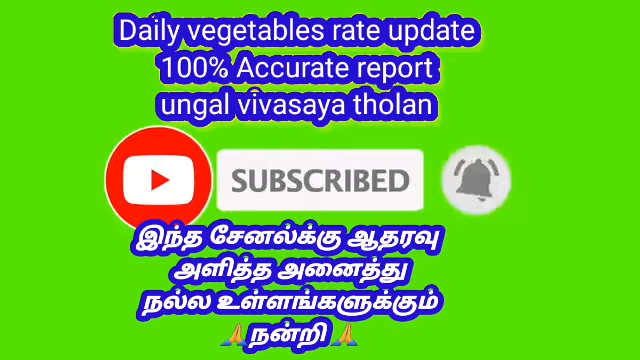 Daily vegetables rate update
100% Accurate report
ungal vivasaya tholan
SUBSCRIBED
இந்த சேனல்க்கு ஆதரவு
அளித்த அனைத்து
நல்ல உள்ளங்களுக்கும்
🙏நன்றி🙏